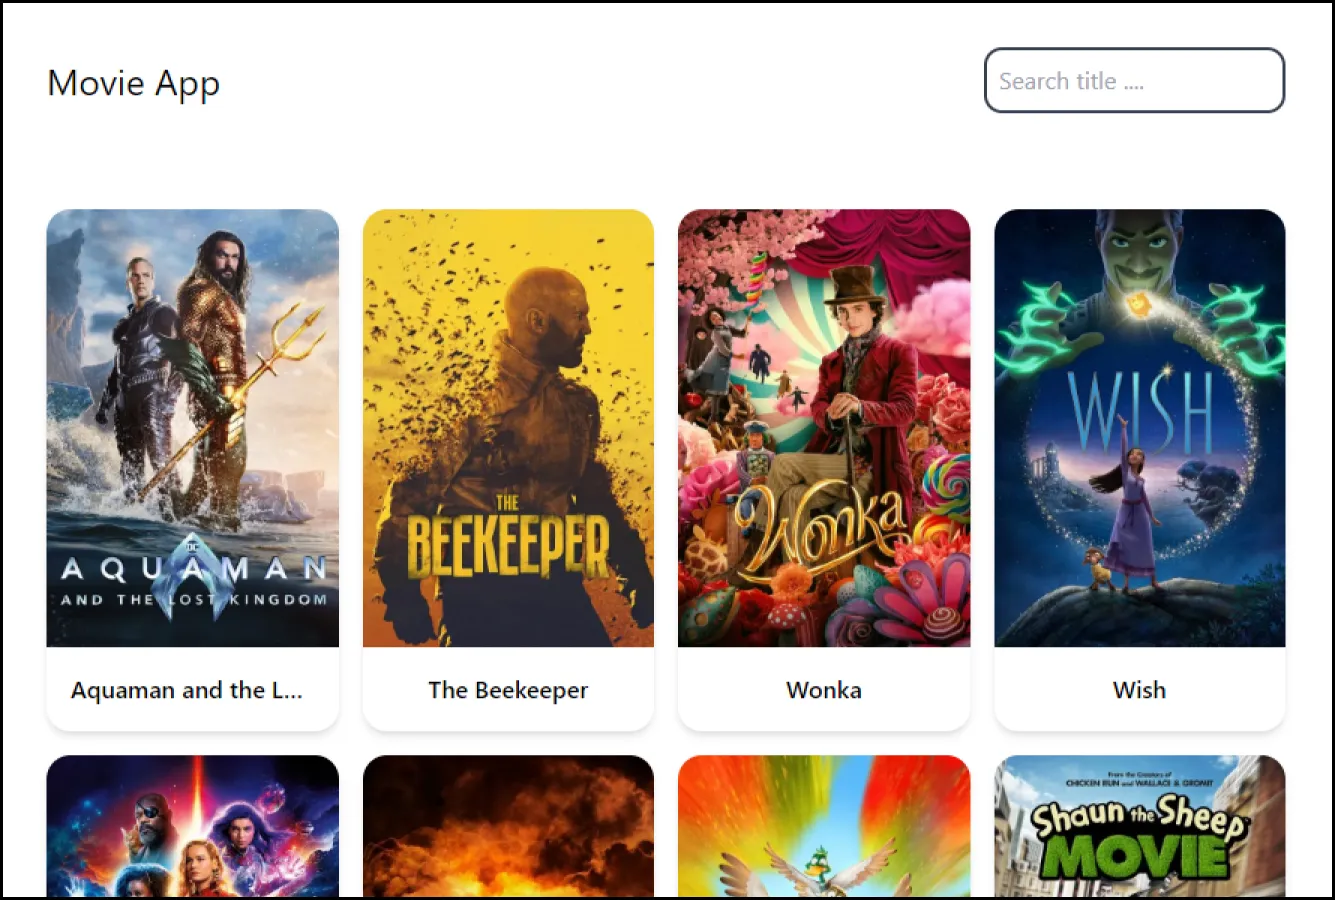 Movie App
Search title ....
AQUAMAN
AND THE LOST KINGDOM
THE
BEEKEEPER
Wonka
WISH
Aquaman and the L...
The Beekeeper
Wonka
Wish
From the Creators of
CHICKEN RUN and WALLACE & GROMIT
Shaun the Sheep
MOVIE